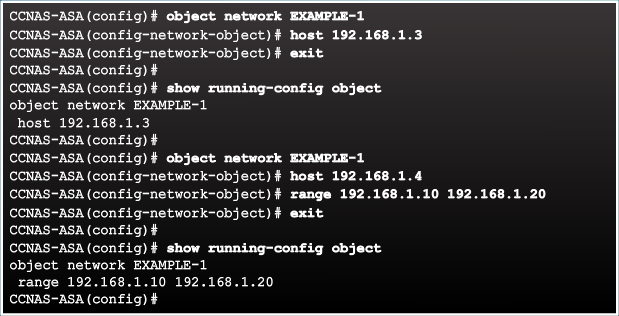 CCNAS-ASA(config)# object network EXAMPLE-1
CCNAS-ASA(config-network-object)# host 192.168.1.3
CCNAS-ASA(config-network-object)# exit
CCNAS-ASA(config)#
CCNAS-ASA(config)# show running-config object
object network EXAMPLE-1
 host 192.168.1.3
CCNAS-ASA(config)#
CCNAS-ASA(config)# object network EXAMPLE-1
CCNAS-ASA(config-network-object)# host 192.168.1.4
CCNAS-ASA(config-network-object)# range 192.168.1.10 192.168.1.20
CCNAS-ASA(config-network-object)# exit
CCNAS-ASA(config)#
CCNAS-ASA(config)# show running-config object
object network EXAMPLE-1
 range 192.168.1.10 192.168.1.20
CCNAS-ASA(config)#